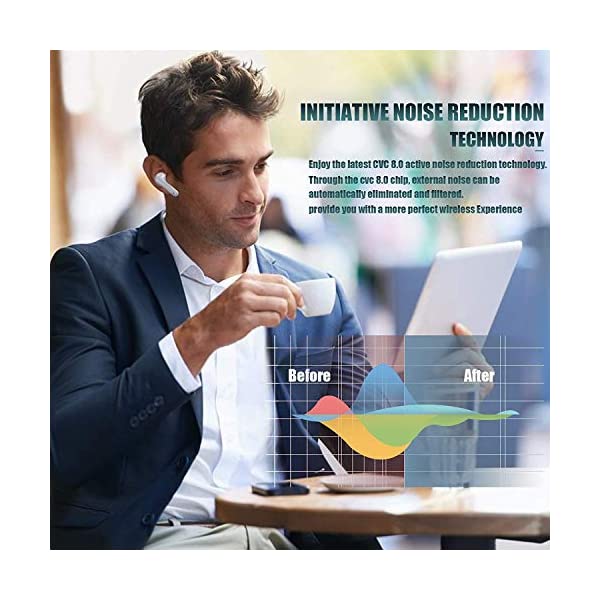 INITIATIVE NOISE REDUCTION
TECHNOLOGY
Enjoy the latest CVC 8.0 active noise reduction technology.
Through the cvc 8.0 chip, external noise can be
automatically eliminated and filtered.
provide you with a more perfect wireless Experience
Before
After